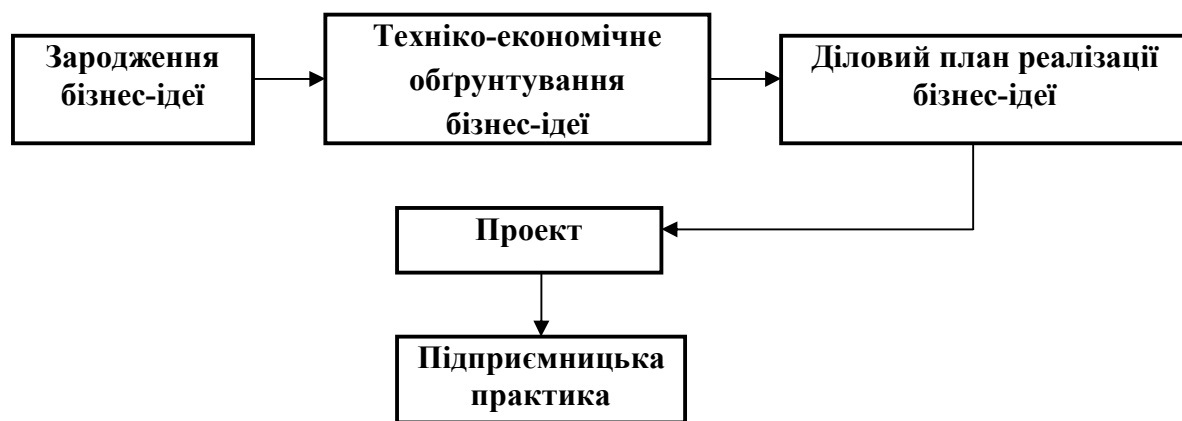 Зародження
бізнес-ідеї
Техніко-економічне
обґрунтування
бізнес-ідеї
Діловий план реалізації
бізнес-ідеї
Проект
Підприємницька
практика